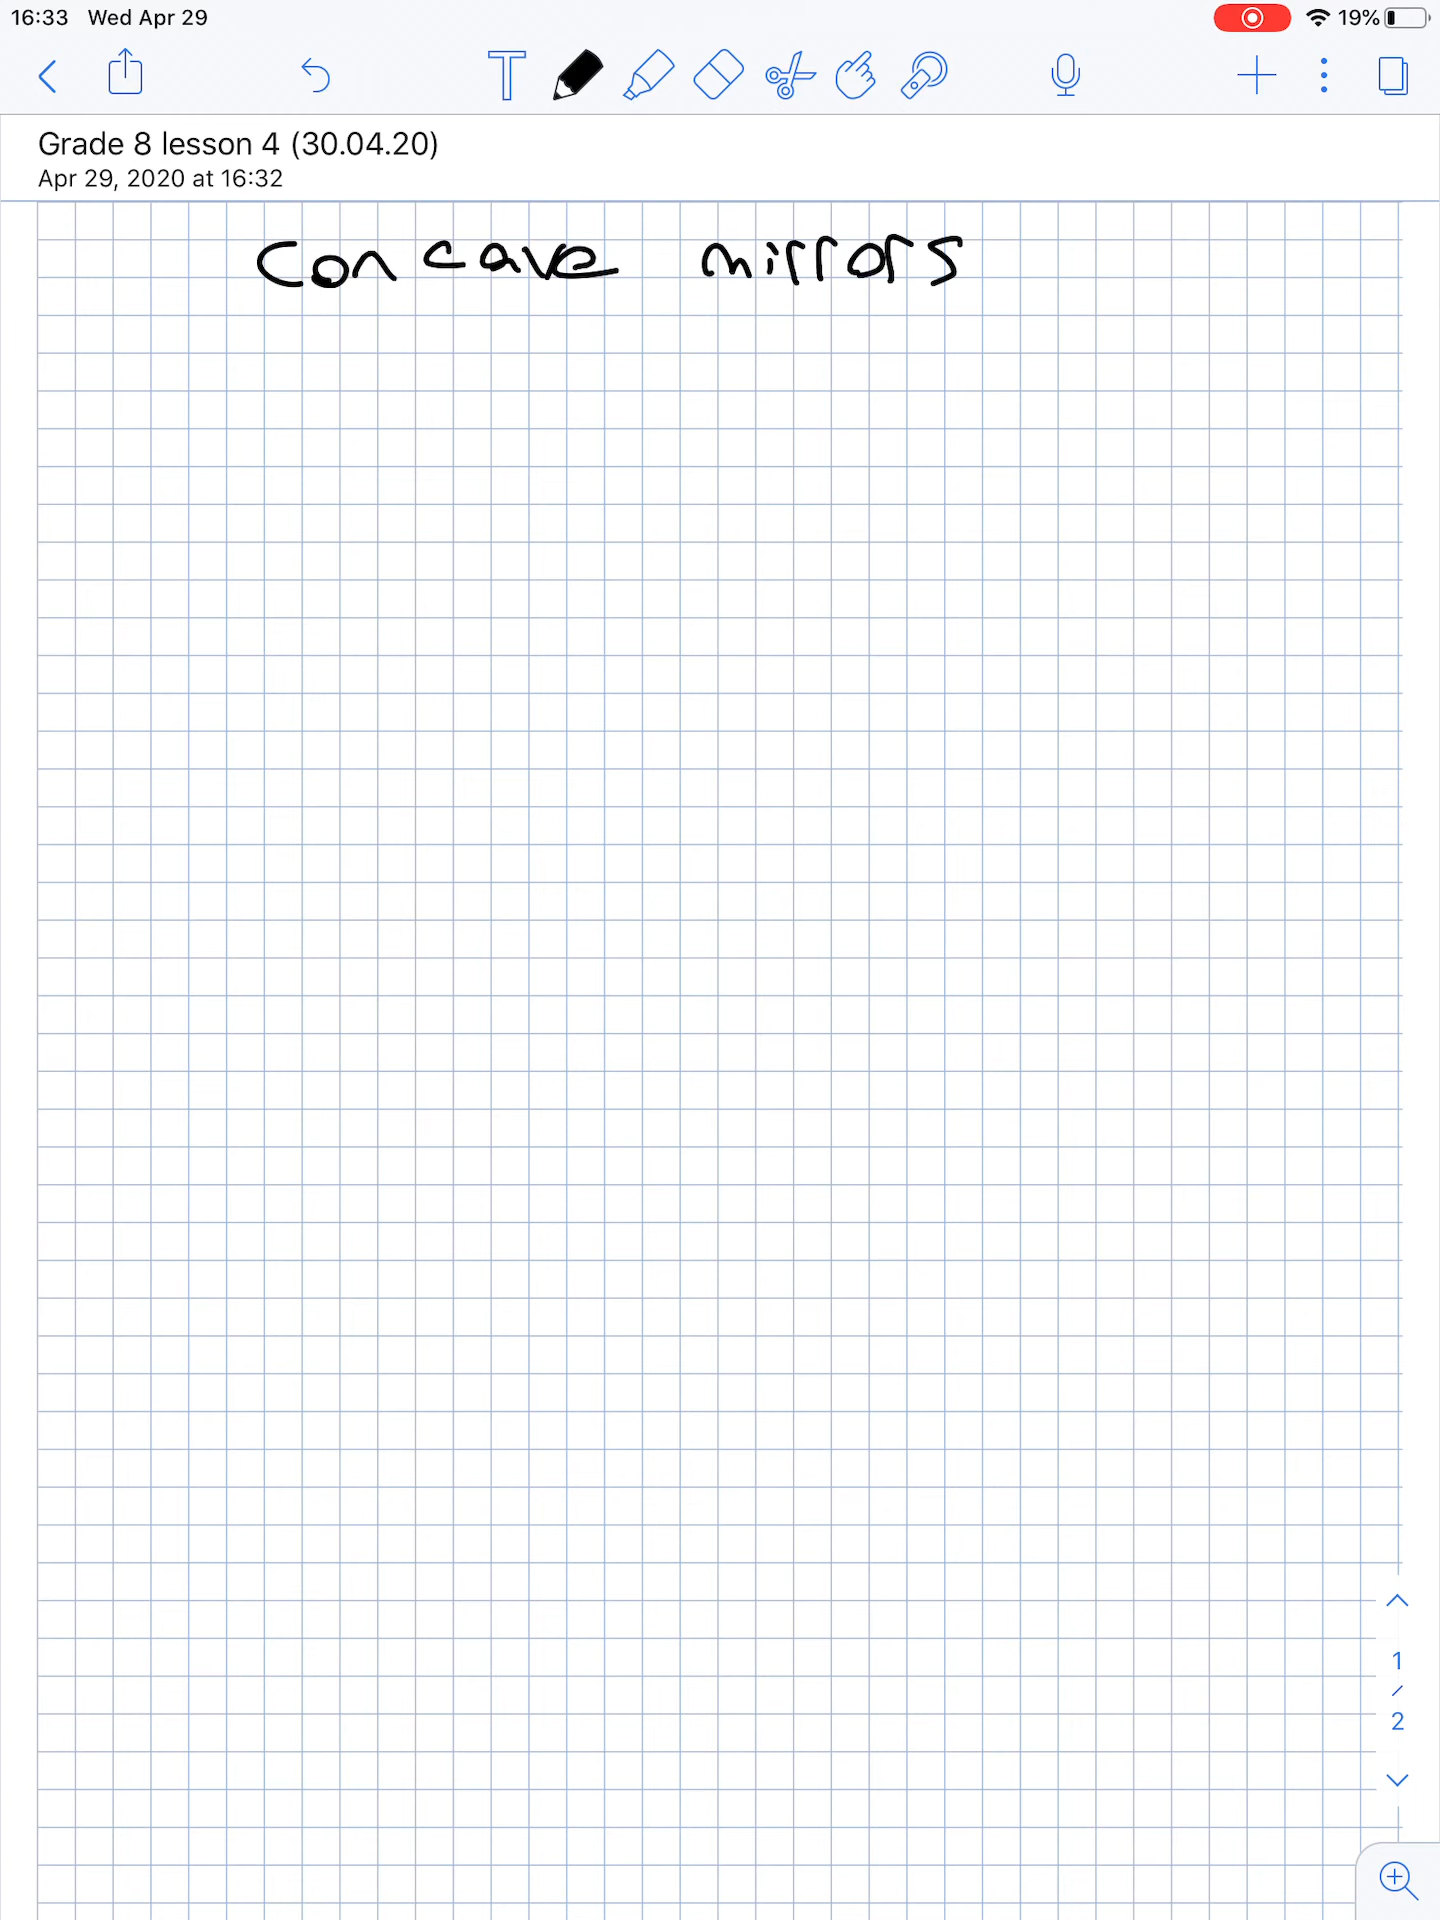 16:33 Wed Apr 29 19%
Grade 8 lesson 4 (30.04.20)
Apr 29, 2020 at 16:32
Concave mirrors
1
/
2